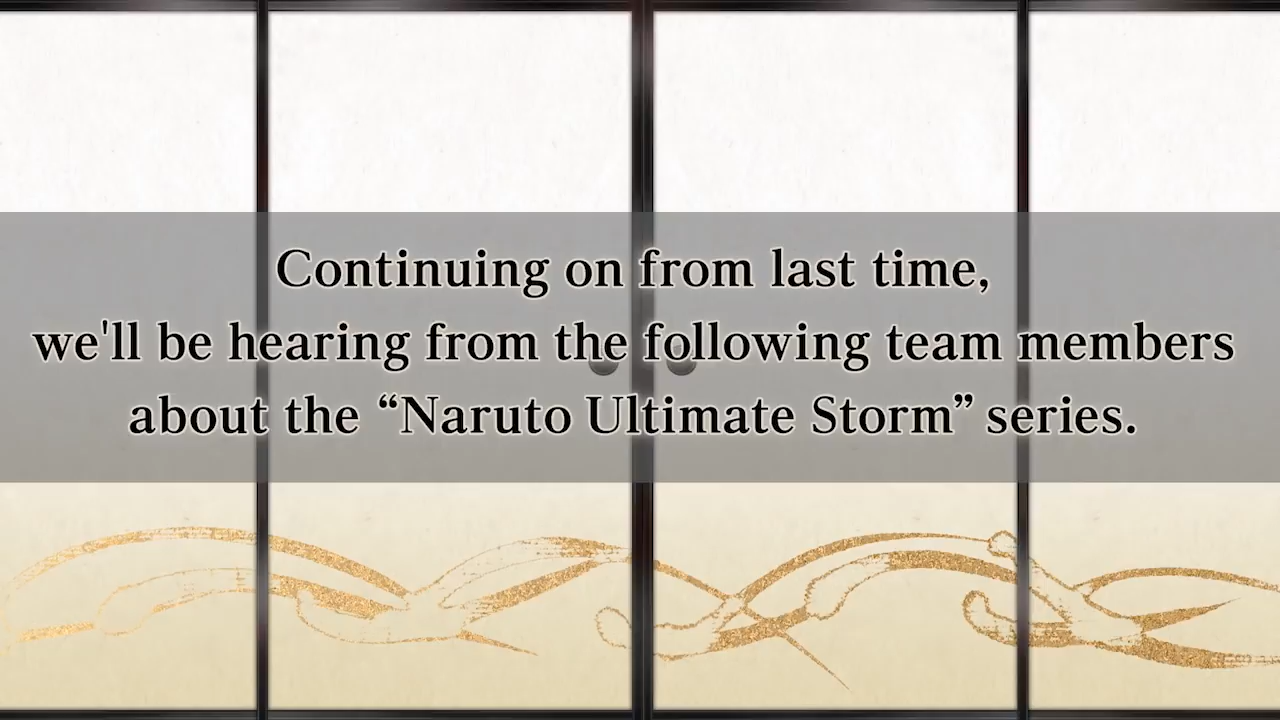 Continuing on from last time,
we'll be hearing from the following team members
about the “Naruto Ultimate Storm” series.